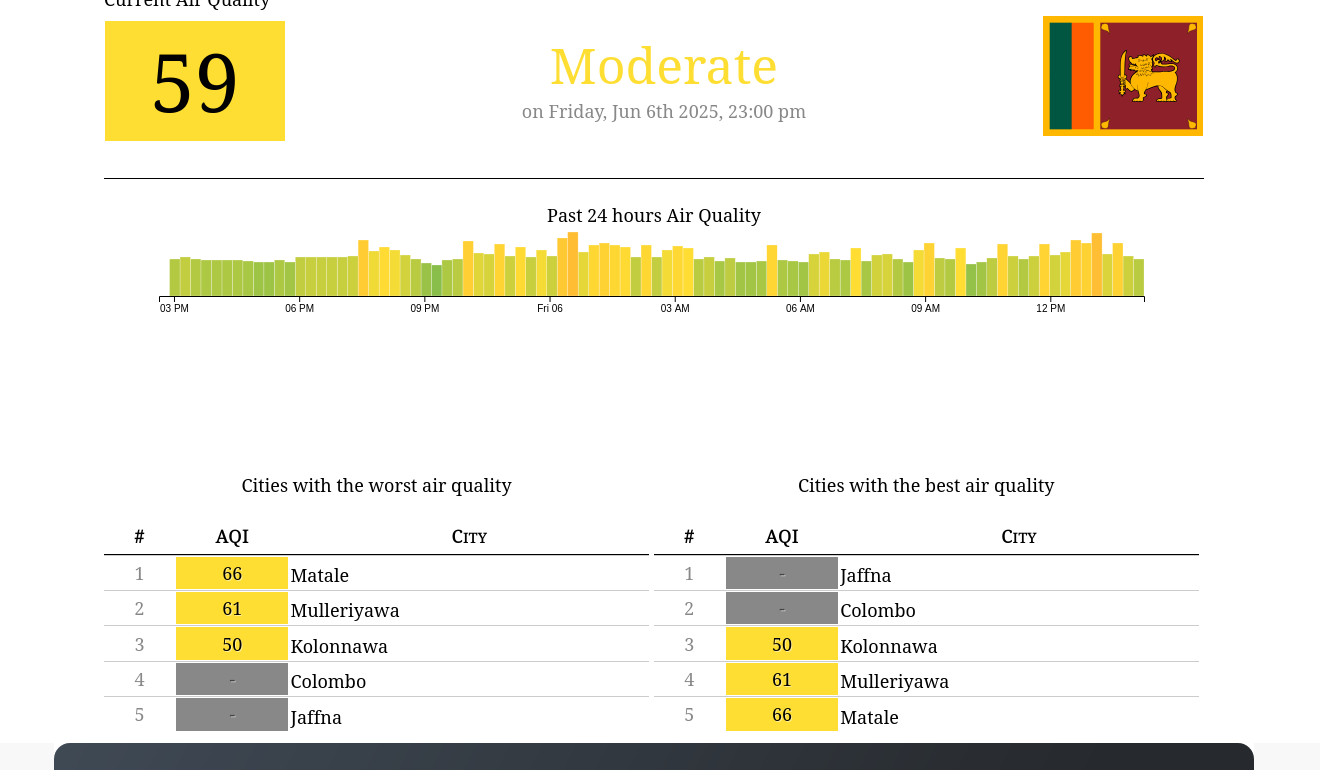 Current Air Quality
59
Moderate
on Friday, Jun 6th 2025, 23:00 pm
Past 24 hours Air Quality
03 PM 06 PM 09 PM Fri 06 03 AM 06 AM 09 AM 12 PM
Cities with the worst air quality
# AQI City
1 66 Matale
2 61 Mulleriyawa
3 50 Kolonnawa
4 - Colombo
5 - Jaffna
Cities with the best air quality
# AQI City
1 - Jaffna
2 - Colombo
3 50 Kolonnawa
4 61 Mulleriyawa
5 66 Matale